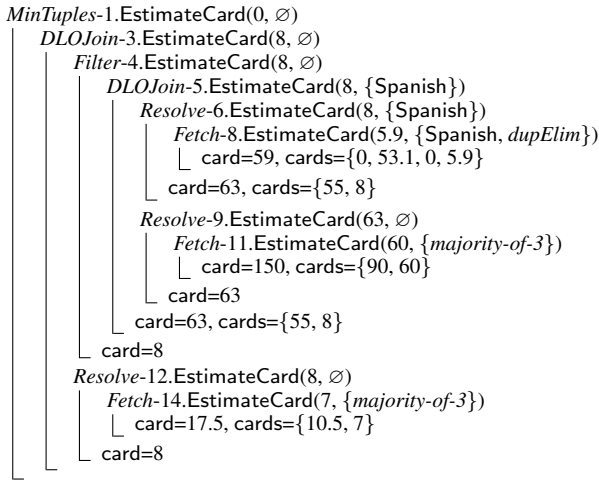 MinTuples-1.EstimateCard(0, ∅)
DLOJoin-3.EstimateCard(8, ∅)
Filter-4.EstimateCard(8, ∅)
DLOJoin-5.EstimateCard(8, {Spanish})
Resolve-6.EstimateCard(8, {Spanish})
Fetch-8.EstimateCard(5.9, {Spanish, dupElim})
card=59, cards={0, 53.1, 0, 5.9}
card=63, cards={55, 8}
Resolve-9.EstimateCard(63, ∅)
Fetch-11.EstimateCard(60, {majority-of-3})
card=150, cards={90, 60}
card=63
card=63, cards={55, 8}
card=8
Resolve-12.EstimateCard(8, ∅)
Fetch-14.EstimateCard(7, {majority-of-3})
card=17.5, cards={10.5, 7}
card=8